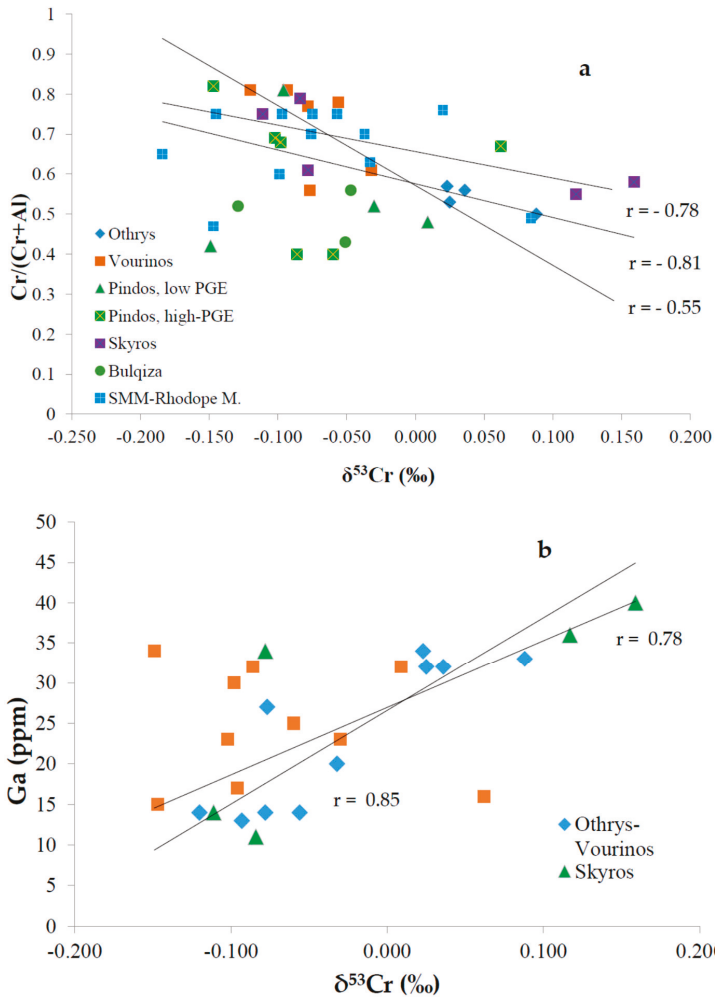 a
1
0.9
0.8
0.7
0.6
0.5
0.4
0.3
0.2
0.1
0
Cr/(Cr+Al)
r = - 0.78
r = - 0.81
r = - 0.55
Othrys
Vourinos
Pindos, low PGE
Pindos, high-PGE
Skyros
Bulqiza
SMM-Rhodope M.
-0.250 -0.200 -0.150 -0.100 -0.050 0.000 0.050 0.100 0.150 0.200
δ53Cr (‰)
b
50
45
40
35
30
25
20
15
10
5
0
Ga (ppm)
r = 0.78
r = 0.85
Othrys-
Vourinos
Skyros
-0.200 -0.100 0.000 0.100 0.200
δ53Cr (‰)